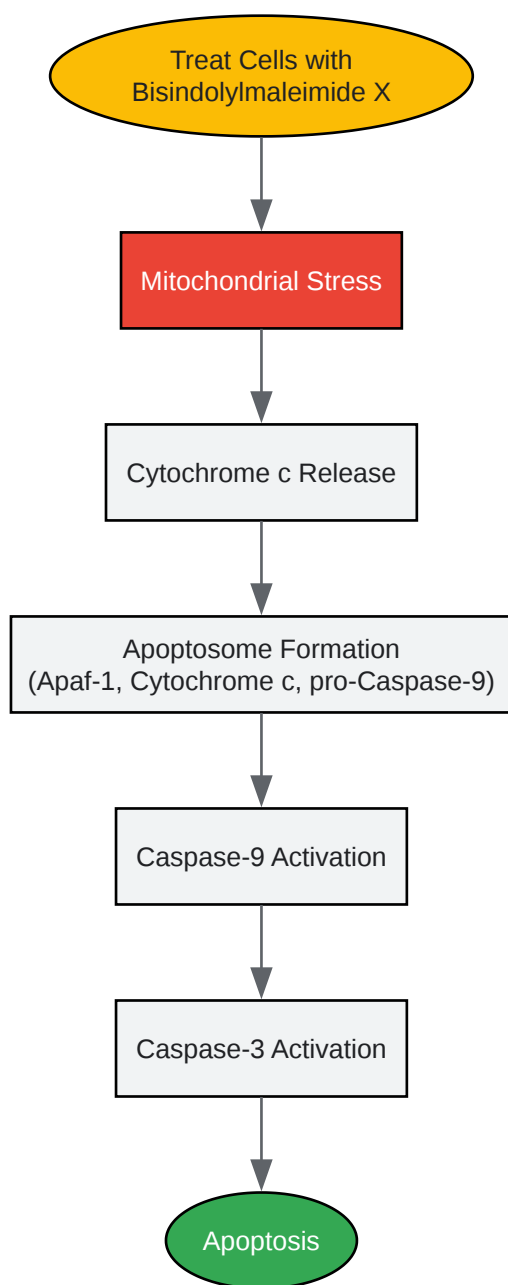 Treat Cells with
Bisindolylmaleimide X
Mitochondrial Stress
Cytochrome c Release
Apoptosome Formation
(Apaf-1, Cytochrome c, pro-Caspase-9)
Caspase-9 Activation
Caspase-3 Activation
Apoptosis